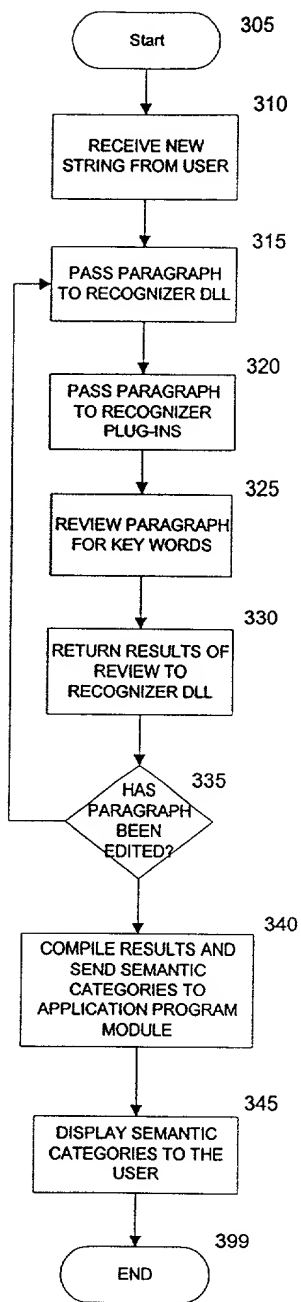 305
Start
310
RECEIVE NEW
STRING FROM USER
315
PASS PARAGRAPH
TO RECOGNIZER DLL
320
PASS PARAGRAPH
TO RECOGNIZER
PLUG-INS
325
REVIEW PARAGRAPH
FOR KEY WORDS
330
RETURN RESULTS OF
REVIEW TO
RECOGNIZER DLL
335
HAS
PARAGRAPH
BEEN
EDITED?
340
COMPILE RESULTS AND
SEND SEMANTIC
CATEGORIES TO
APPLICATION PROGRAM
MODULE
345
DISPLAY SEMANTIC
CATEGORIES TO THE
USER
399
END